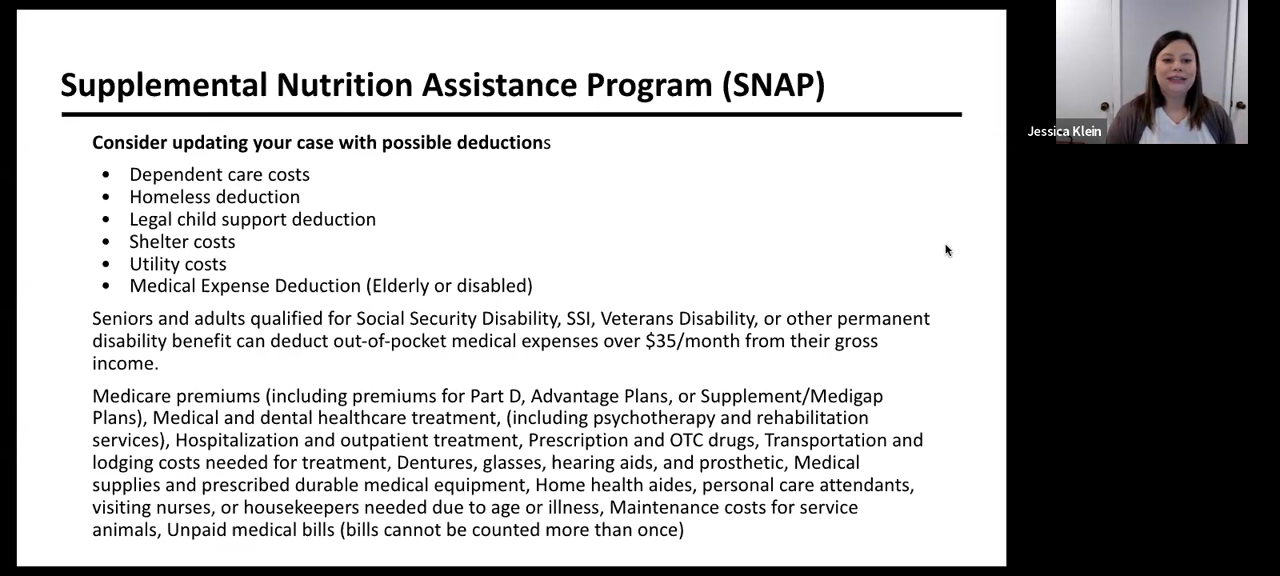 Supplemental Nutrition Assistance Program (SNAP)
Consider updating your case with possible deductions
• Dependent care costs
• Homeless deduction
• Legal child support deduction
• Shelter costs
• Utility costs
• Medical Expense Deduction (Elderly or disabled)
Seniors and adults qualified for Social Security Disability, SSI, Veterans Disability, or other permanent
disability benefit can deduct out-of-pocket medical expenses over $35/month from their gross
income.
Medicare premiums (including premiums for Part D, Advantage Plans, or Supplement/Medigap
Plans), Medical and dental healthcare treatment, (including psychotherapy and rehabilitation
services), Hospitalization and outpatient treatment, Prescription and OTC drugs, Transportation and
lodging costs needed for treatment, Dentures, glasses, hearing aids, and prosthetic, Medical
supplies and prescribed durable medical equipment, Home health aides, personal care attendants,
visiting nurses, or housekeepers needed due to age or illness, Maintenance costs for service
animals, Unpaid medical bills (bills cannot be counted more than once)
Jessica Klein